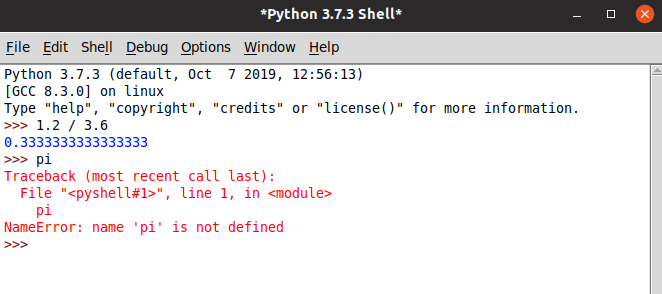 *Python 3.7.3 Shell*
File Edit Shell Debug Options Window Help
Python 3.7.3 (default, Oct  7 2019, 12:56:13)
[GCC 8.3.0] on linux
Type "help", "copyright", "credits" or "license()" for more information.
>>> 1.2 / 3.6
0.3333333333333333
>>> pi
Traceback (most recent call last):
  File "<pyshell#1>", line 1, in <module>
    pi
NameError: name 'pi' is not defined
>>>